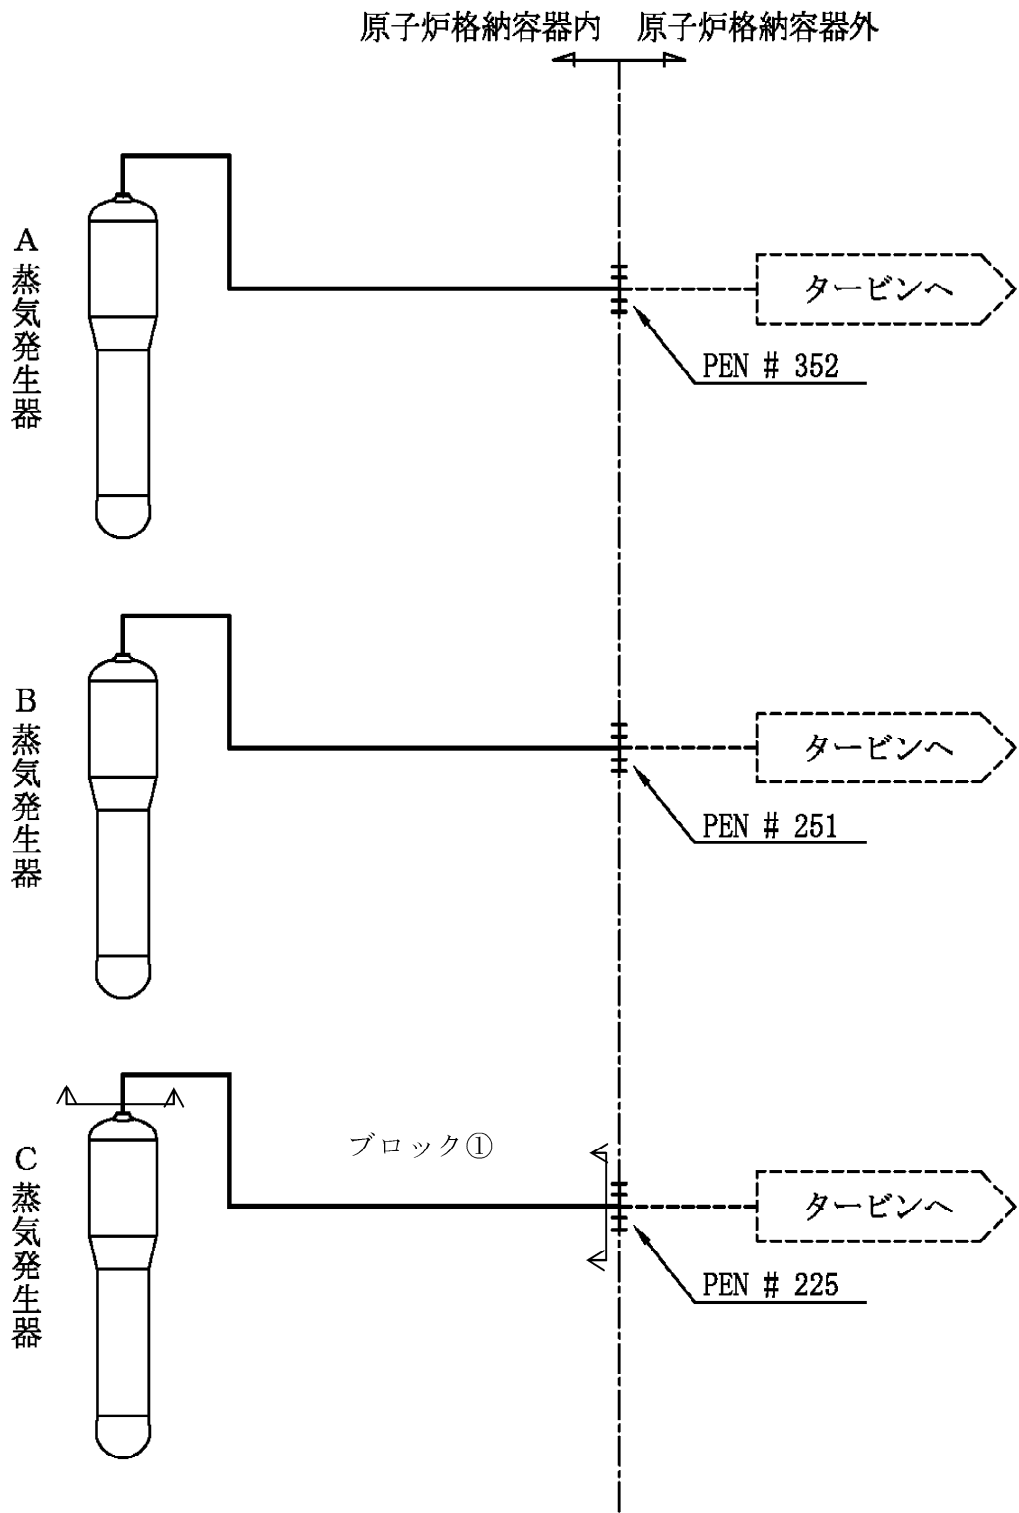 原子炉格納容器内 原子炉格納容器外
A蒸気発生器
タービンへ
PEN # 352
B蒸気発生器
タービンへ
PEN # 251
C蒸気発生器
ブロック①
タービンへ
PEN # 225